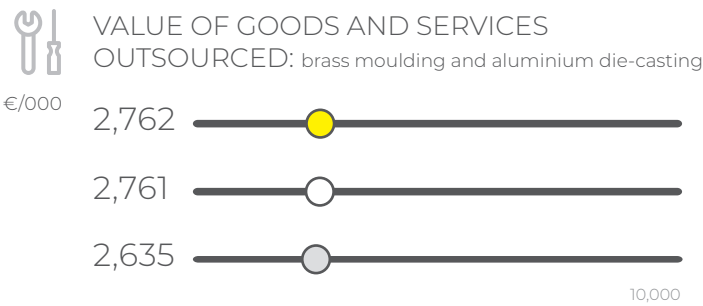 VALUE OF GOODS AND SERVICES
OUTSOURCED: brass moulding and aluminium die-casting
€/000
2,762
2,761
2,635
10,000